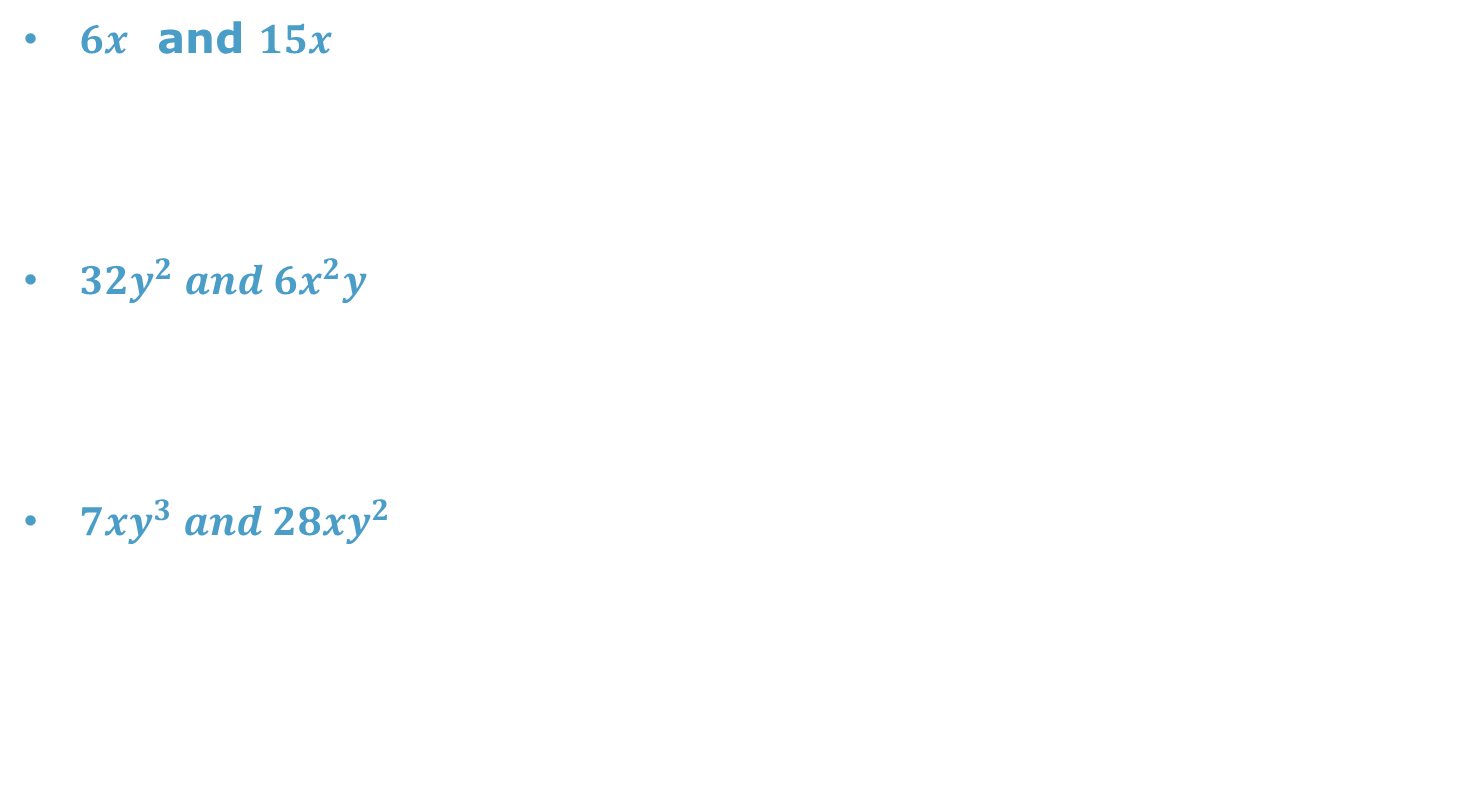 • 6x and 15x
• 32y² and 6x²y
• 7xy³ and 28xy²